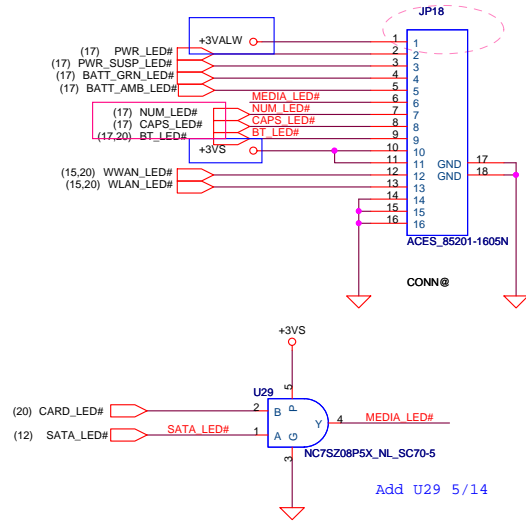 JP18
+3VALW 1 1
(17) PWR_LED# 2 2
(17) PWR_SUSP_LED# 3 3
(17) BATT_GRN_LED# 4 4
(17) BATT_AMB_LED# 5 5
MEDIA_LED# 6 6
(17) NUM_LED# NUM_LED# 7 7
(17) CAPS_LED# CAPS_LED# 8 8
(17,20) BT_LED# BT_LED# 9 9
+3VS 10 10
11 11 GND 17
(15,20) WWAN_LED# 12 12 GND 18
(15,20) WLAN_LED# 13 13
14 14
15 15
16 16
ACES_85201-1605N
CONN@
+3VS
U29
5
P
(20) CARD_LED# 2 B
Y 4 MEDIA_LED#
(12) SATA_LED# SATA_LED# 1 A G
3
NC7SZ08P5X_NL_SC70-5
Add U29 5/14